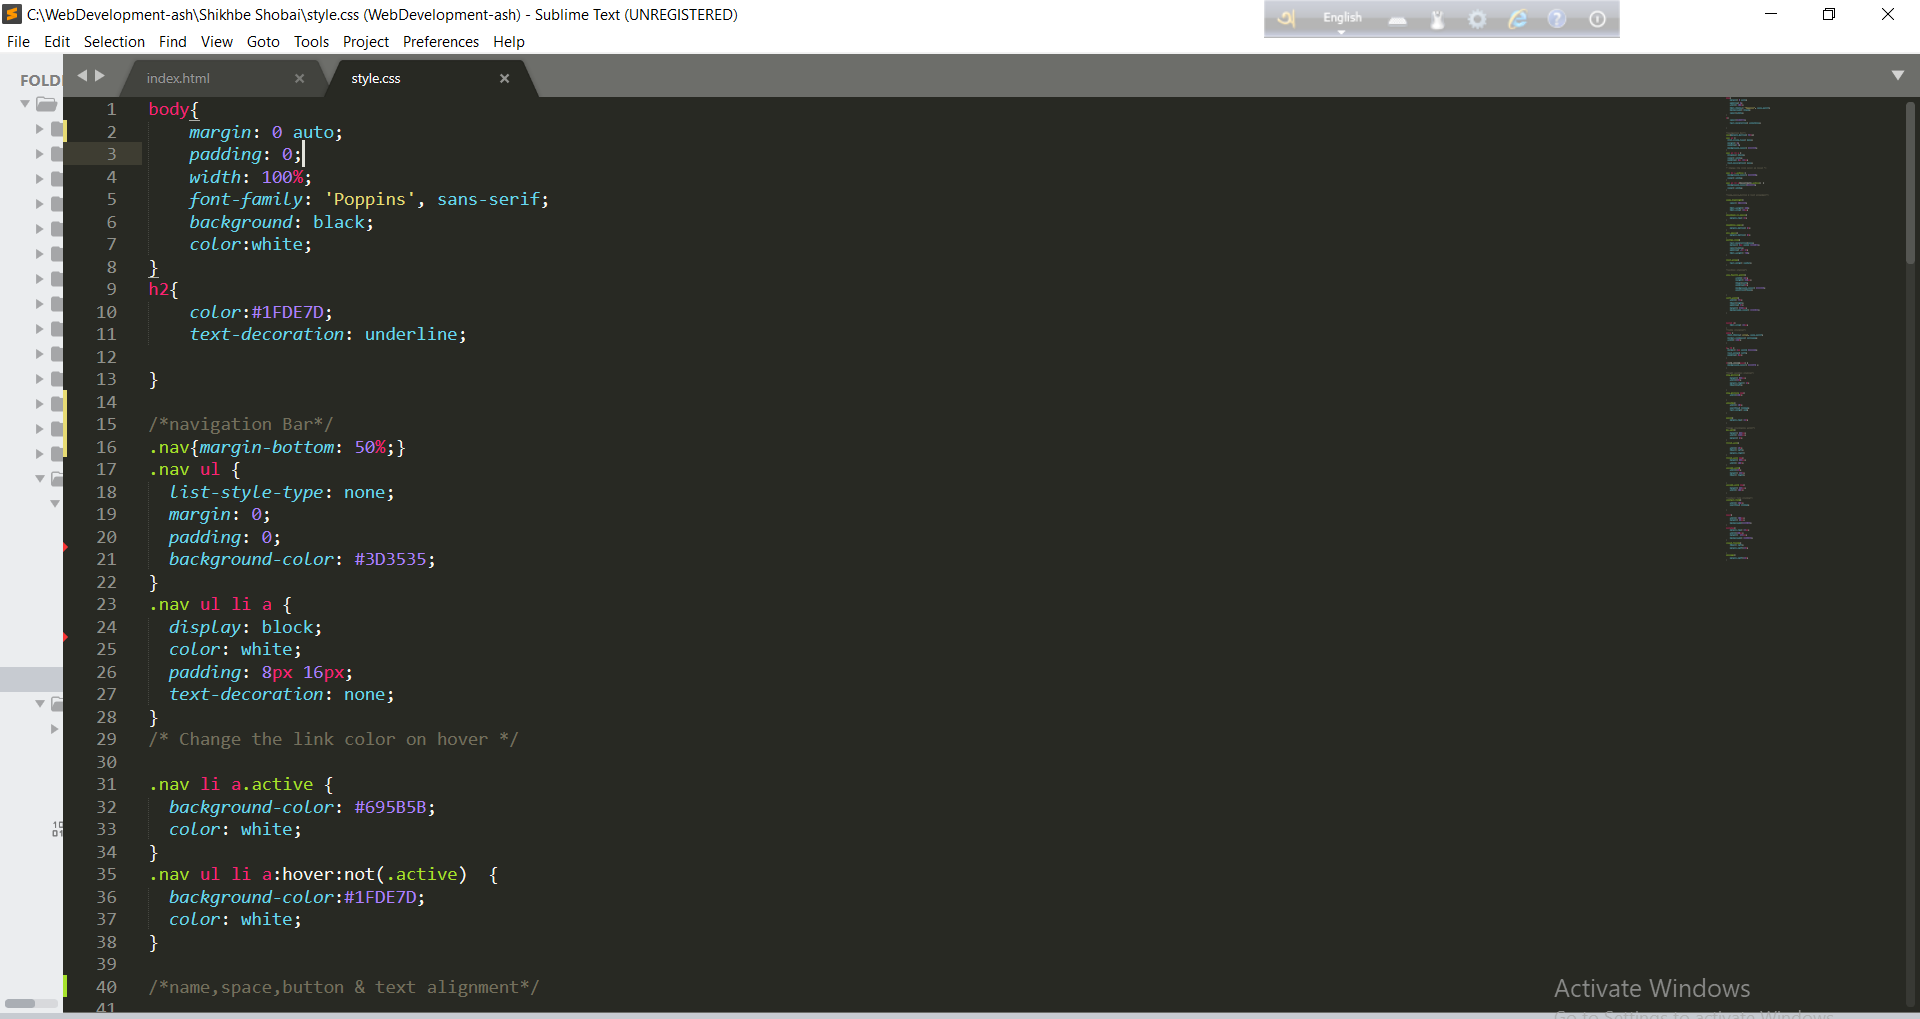 C:\WebDevelopment-ash\Shikhbe Shobai\style.css (WebDevelopment-ash) - Sublime Text (UNREGISTERED)
অ English
File Edit Selection Find View Goto Tools Project Preferences Help
FOLD
index.html
style.css
1 body{
2 margin: 0 auto;
3 padding: 0;
4 width: 100%;
5 font-family: 'Poppins', sans-serif;
6 background: black;
7 color:white;
8 }
9 h2{
10 color:#1FDE7D;
11 text-decoration: underline;
12
13 }
14
15 /*navigation Bar*/
16 .nav{margin-bottom: 50%;}
17 .nav ul {
18 list-style-type: none;
19 margin: 0;
20 padding: 0;
21 background-color: #3D3535;
22 }
23 .nav ul li a {
24 display: block;
25 color: white;
26 padding: 8px 16px;
27 text-decoration: none;
28 }
29 /* Change the link color on hover */
30
31 .nav li a.active {
32 background-color: #695B5B;
33 color: white;
34 }
35 .nav ul li a:hover:not(.active) {
36 background-color:#1FDE7D;
37 color: white;
38 }
39
40 /*name,space,button & text alignment*/
41
Activate Windows
Go to Settings to activate Windows.